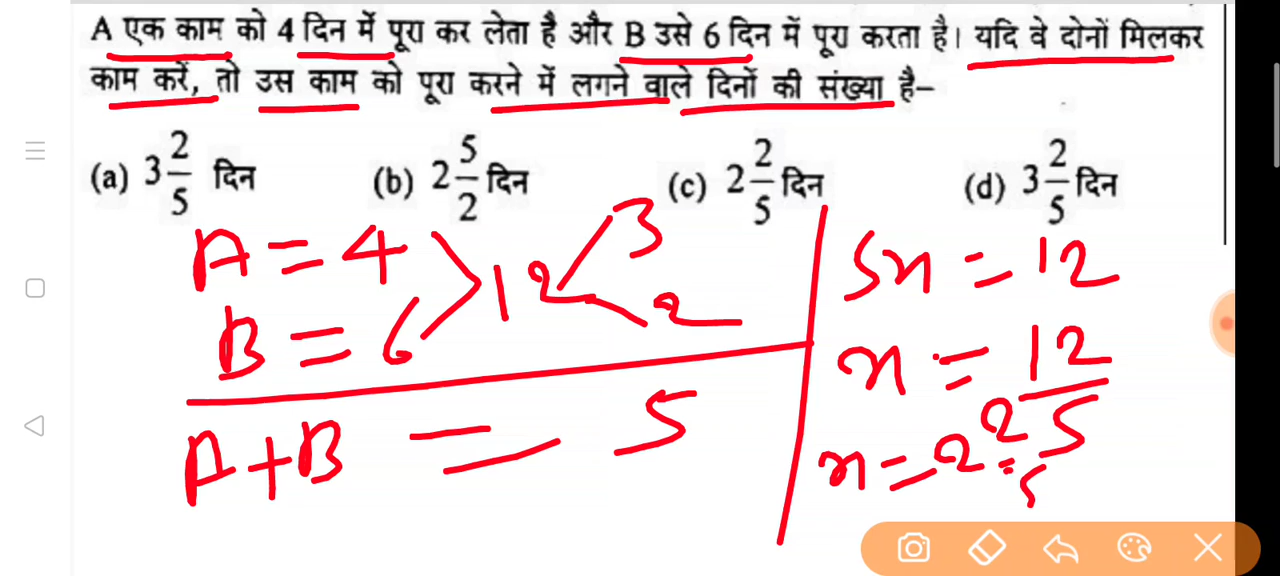 A एक काम को 4 दिन में पूरा कर लेता है और B उसे 6 दिन में पूरा करता है। यदि वे दोनों मिलकर
काम करें, तो उस काम को पूरा करने में लगने वाले दिनों की संख्या है–
(a) 3 2/5 दिन (b) 2 5/2 दिन (c) 2 2/5 दिन (d) 3 2/5 दिन
A = 4
B = 6
12
3
2
A+B = 5
5x = 12
x = 12/5
x = 2 2/5